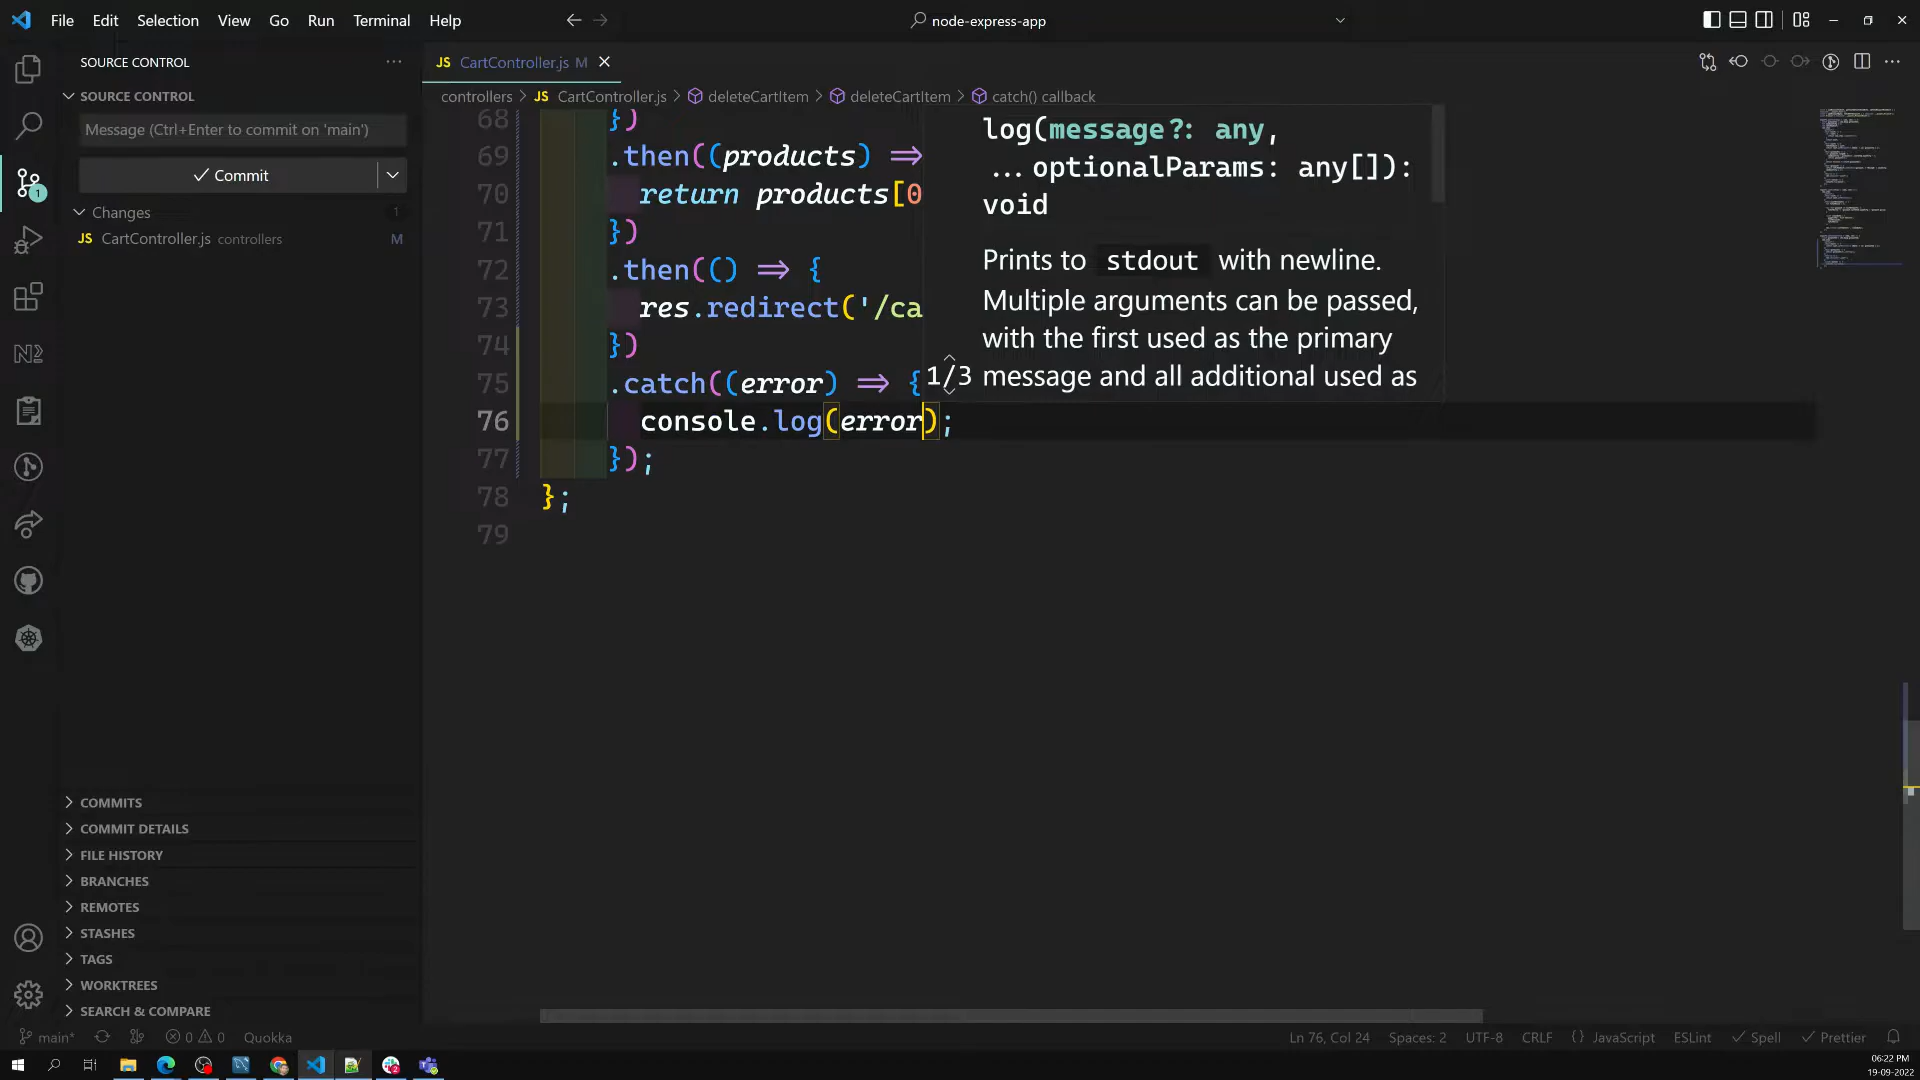 File Edit Selection View Go Run Terminal Help
node-express-app
SOURCE CONTROL
SOURCE CONTROL
Message (Ctrl+Enter to commit on 'main')
Commit
Changes 1
JS CartController.js controllers M
1
COMMITS
COMMIT DETAILS
FILE HISTORY
BRANCHES
REMOTES
STASHES
TAGS
WORKTREES
SEARCH & COMPARE
JS CartController.js M
controllers > JS CartController.js > deleteCartItem > deleteCartItem > catch() callback
68 })
69 .then((products) =>
70 return products[0
71 })
72 .then(() => {
73 res.redirect('/ca
74 })
75 .catch((error) => {
76 console.log(error);
77 });
78 };
79
log(message?: any,
...optionalParams: any[]):
void
Prints to stdout with newline.
Multiple arguments can be passed,
with the first used as the primary
1/3 message and all additional used as
main* 0 0 Quokka
Ln 76, Col 24 Spaces: 2 UTF-8 CRLF {} JavaScript ESLint Spell Prettier
06:22 PM
19-09-2022